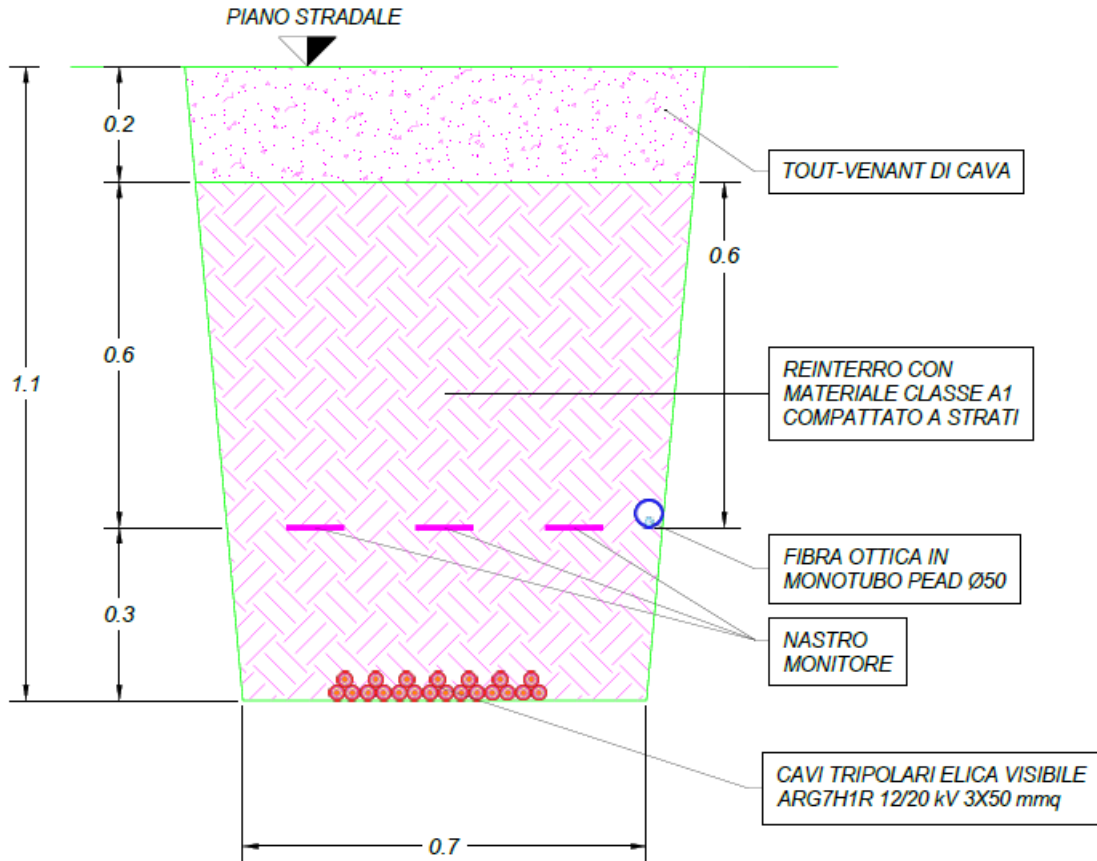 PIANO STRADALE
0.2
TOUT-VENANT DI CAVA
0.6
0.6
1.1
REINTERRO CON
MATERIALE CLASSE A1
COMPATTATO A STRATI
FIBRA OTTICA IN
MONOTUBO PEAD Ø50
0.3
NASTRO
MONITORE
CAVI TRIPOLARI ELICA VISIBILE
ARG7H1R 12/20 kV 3X50 mmq
0.7